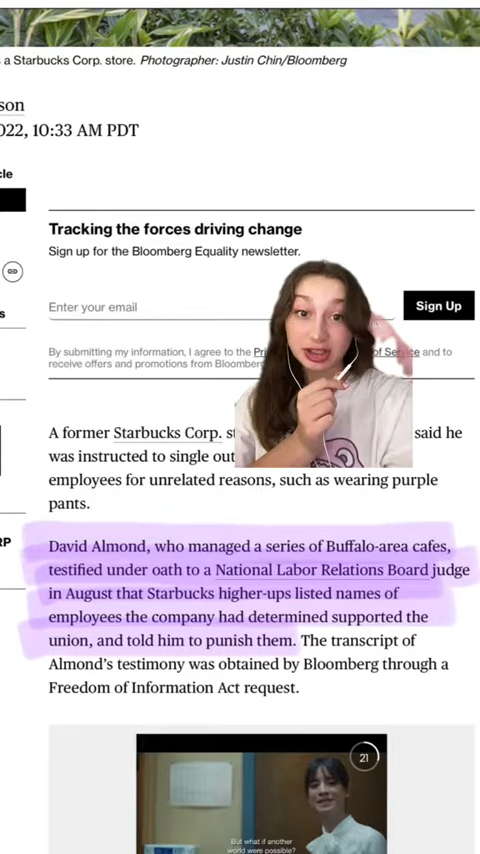 s a Starbucks Corp. store. Photographer: Justin Chin/Bloomberg
son
022, 10:33 AM PDT
cle
Tracking the forces driving change
Sign up for the Bloomberg Equality newsletter.
s
Enter your email
Sign Up
By submitting my information, I agree to the Pri of Service and to
receive offers and promotions from Bloomberg
A former Starbucks Corp. st said he
was instructed to single out
employees for unrelated reasons, such as wearing purple
pants.
RP
David Almond, who managed a series of Buffalo-area cafes,
testified under oath to a National Labor Relations Board judge
in August that Starbucks higher-ups listed names of
employees the company had determined supported the
union, and told him to punish them. The transcript of
Almond's testimony was obtained by Bloomberg through a
Freedom of Information Act request.
21
But what if another
world were possible?